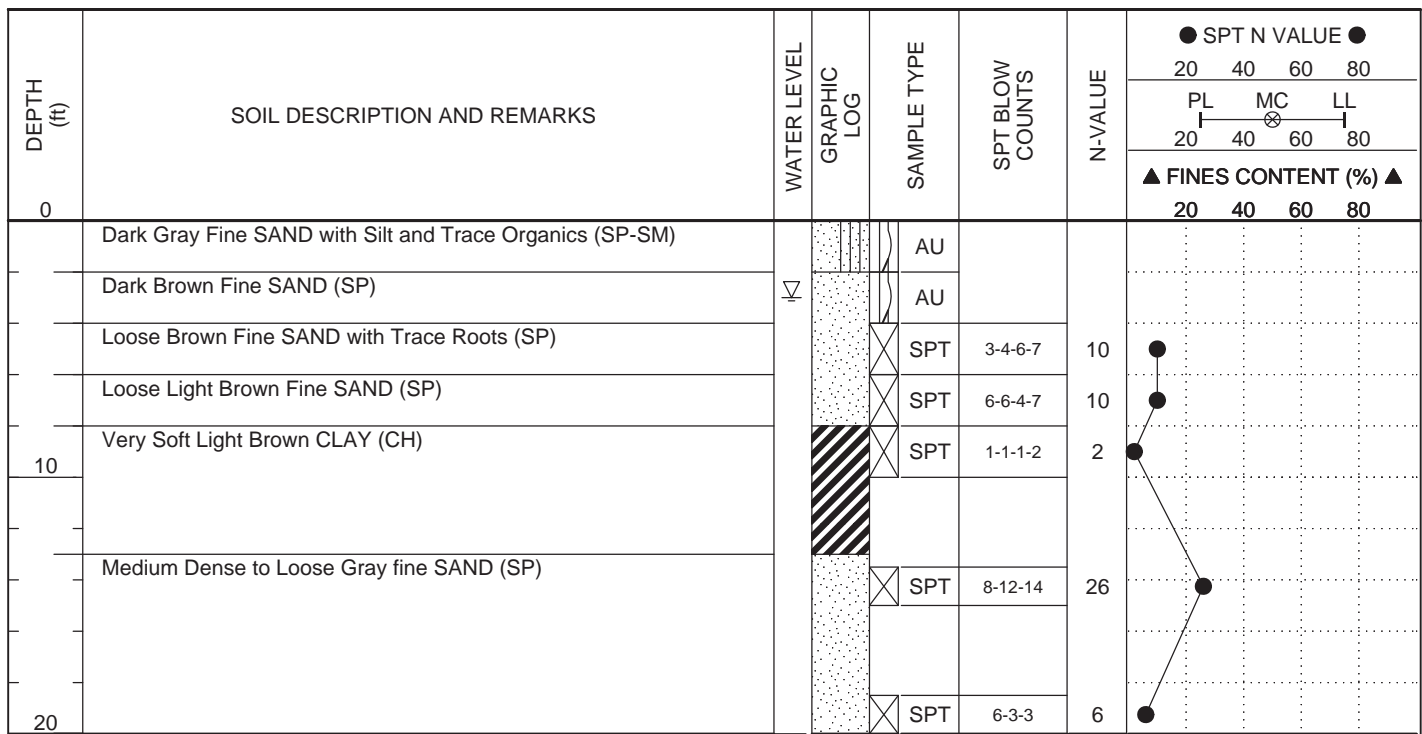 DEPTH (ft)
SOIL DESCRIPTION AND REMARKS
WATER LEVEL
GRAPHIC LOG
SAMPLE TYPE
SPT BLOW COUNTS
N-VALUE
● SPT N VALUE ●
20 40 60 80
PL MC LL
20 40 60 80
▲ FINES CONTENT (%) ▲
20 40 60 80
0
Dark Gray Fine SAND with Silt and Trace Organics (SP-SM)
AU
Dark Brown Fine SAND (SP)
AU
Loose Brown Fine SAND with Trace Roots (SP)
SPT 3-4-6-7 10
Loose Light Brown Fine SAND (SP)
SPT 6-6-4-7 10
Very Soft Light Brown CLAY (CH)
SPT 1-1-1-2 2
10
Medium Dense to Loose Gray fine SAND (SP)
SPT 8-12-14 26
SPT 6-3-3 6
20